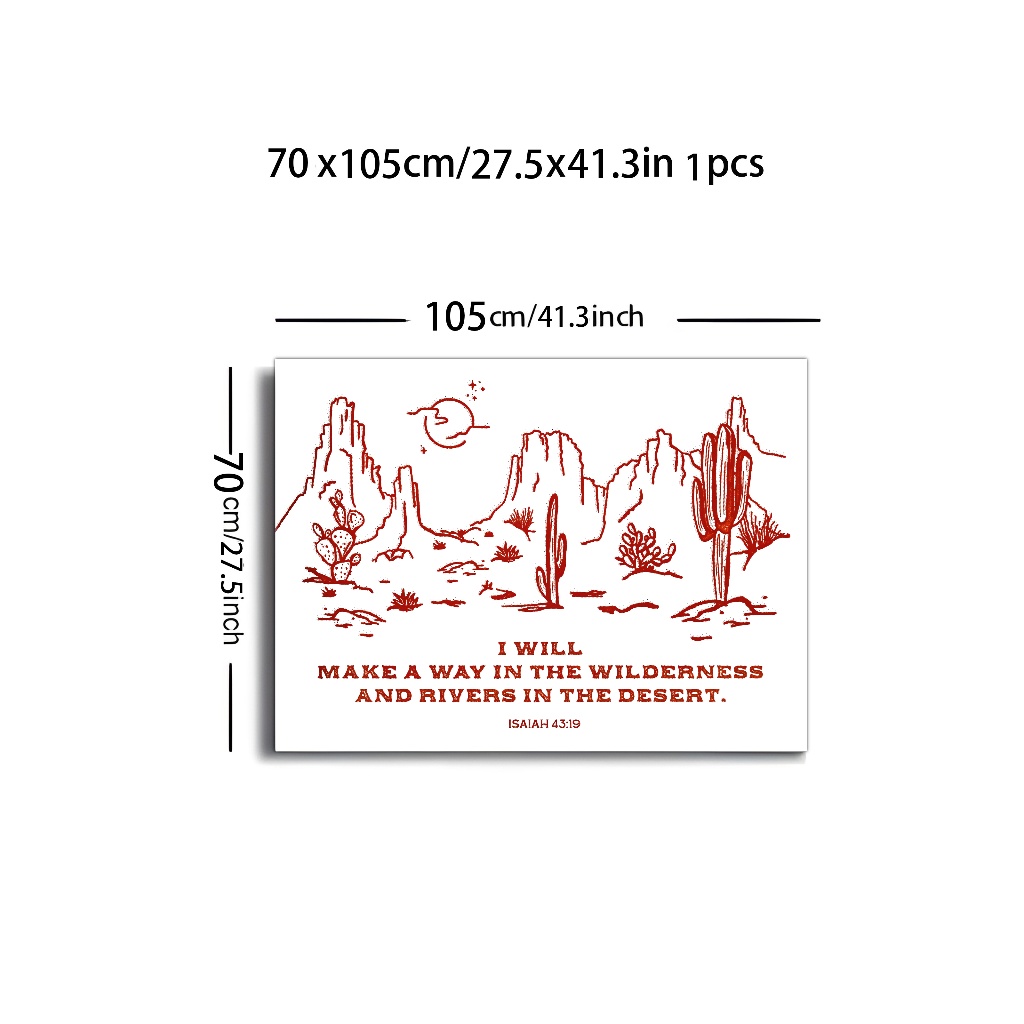 70 x105cm/27.5x41.3in 1pcs
105cm/41.3inch
70cm/27.5inch
I WILL
MAKE A WAY IN THE WILDERNESS
AND RIVERS IN THE DESERT.
ISAIAH 43:19